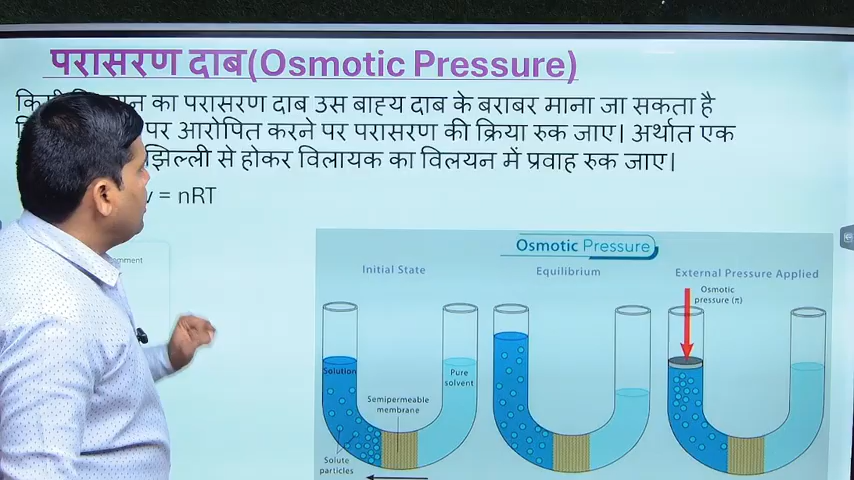 परासरण दाब(Osmotic Pressure)
का परासरण दाब उस बाह्य दाब के बराबर माना जा सकता है
पर आरोपित करने पर परासरण की क्रिया रुक जाए। अर्थात एक
झिल्ली से होकर विलायक का विलयन में प्रवाह रुक जाए।
v = nRT
Osmotic Pressure
Initial State
Equilibrium
External Pressure Applied
Osmotic
pressure (π)
Solution
Pure
solvent
Semipermeable
membrane
Solute
particles